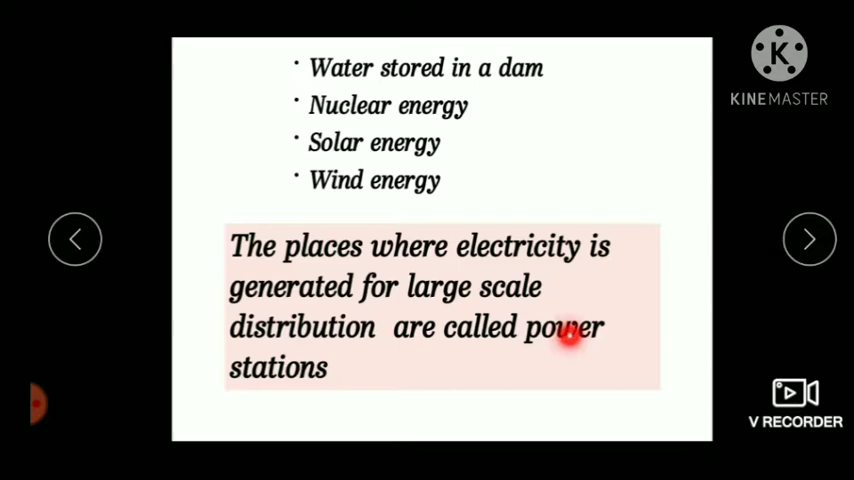 · Water stored in a dam
· Nuclear energy
· Solar energy
· Wind energy
The places where electricity is
generated for large scale
distribution are called power
stations
K
KINEMASTER
V RECORDER